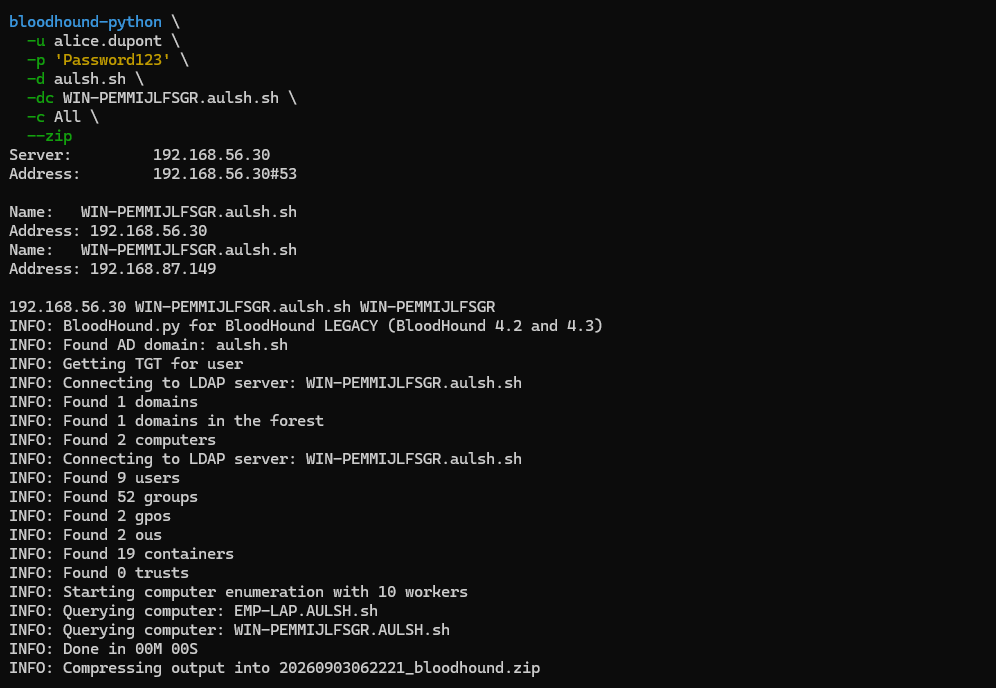 bloodhound-python \
-u alice.dupont \
-p 'Password123' \
-d aulsh.sh \
-dc WIN-PEMMIJLFSGR.aulsh.sh \
-c All \
--zip
Server:         192.168.56.30
Address:        192.168.56.30#53
Name:   WIN-PEMMIJLFSGR.aulsh.sh
Address: 192.168.56.30
Name:   WIN-PEMMIJLFSGR.aulsh.sh
Address: 192.168.87.149
192.168.56.30 WIN-PEMMIJLFSGR.aulsh.sh WIN-PEMMIJLFSGR
INFO: BloodHound.py for BloodHound LEGACY (BloodHound 4.2 and 4.3)
INFO: Found AD domain: aulsh.sh
INFO: Getting TGT for user
INFO: Connecting to LDAP server: WIN-PEMMIJLFSGR.aulsh.sh
INFO: Found 1 domains
INFO: Found 1 domains in the forest
INFO: Found 2 computers
INFO: Connecting to LDAP server: WIN-PEMMIJLFSGR.aulsh.sh
INFO: Found 9 users
INFO: Found 52 groups
INFO: Found 2 gpos
INFO: Found 2 ous
INFO: Found 19 containers
INFO: Found 0 trusts
INFO: Starting computer enumeration with 10 workers
INFO: Querying computer: EMP-LAP.AULSH.sh
INFO: Querying computer: WIN-PEMMIJLFSGR.AULSH.sh
INFO: Done in 00M 00S
INFO: Compressing output into 20260903062221_bloodhound.zip